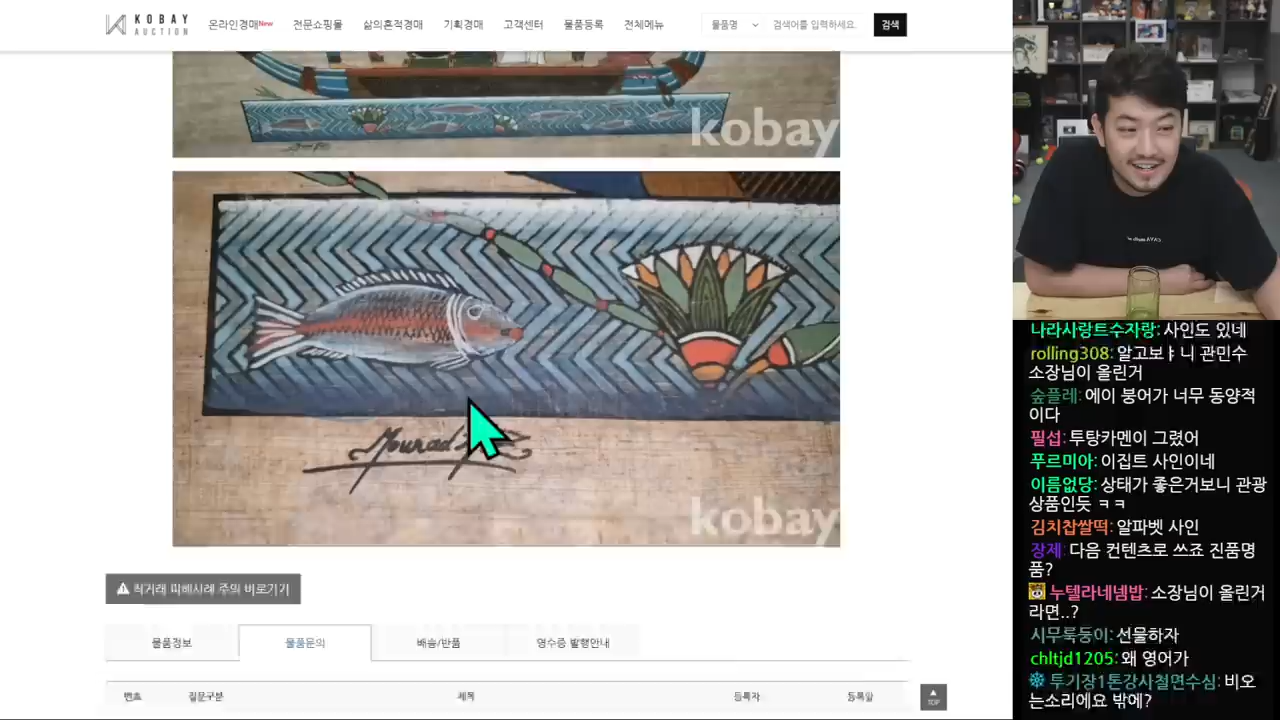 KOBAY
AUCTION
온라인경매New 전문쇼핑몰 삶의흔적경매 기획경매 고객센터 물품등록 전체메뉴
물품명 검색어를 입력하세요. 검색
kobay
Mourad
kobay
직거래 피해사례 주의 바로가기
물품정보 물품문의 배송/반품 영수증 발행안내
번호 질문구분 제목 등록자 등록일
TOP
나라사랑트수자랑: 사인도 있네
rolling308: 알고보니 관민수
소장님이 올린거
숲플레: 에이 붕어가 너무 동양적
이다
필섭: 투탕카멘이 그렸어
푸르미아: 이집트 사인이네
이름없당: 상태가 좋은거보니 관광
상품인듯 ㅋㅋ
김치찹쌀떡: 알파벳 사인
장제: 다음 컨텐츠로 쓰죠 진품명
품?
누텔라네넴밥: 소장님이 올린거
라면..?
시무룩둥이: 선물하자
chltjd1205: 왜 영어가
투기장1톤강사철면수심: 비오
는소리에요 밖에?